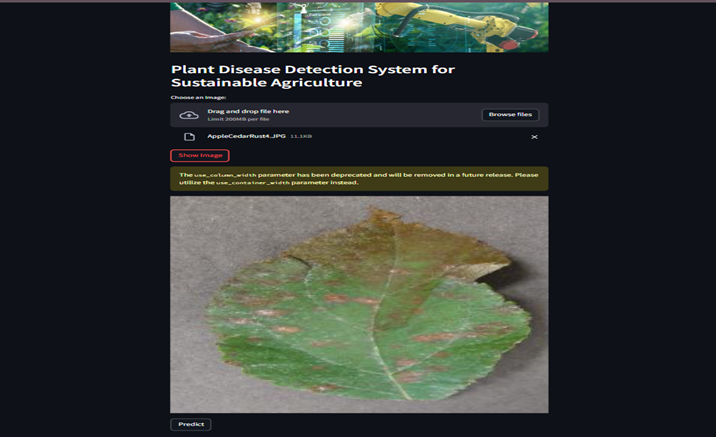 Plant Disease Detection System for
Sustainable Agriculture
Choose an Image:
Drag and drop file here
Limit 200MB per file
Browse files
AppleCedarRust4.JPG 11.1KB
Show Image
The use_column_width parameter has been deprecated and will be removed in a future release. Please
utilize the use_container_width parameter instead.
Predict